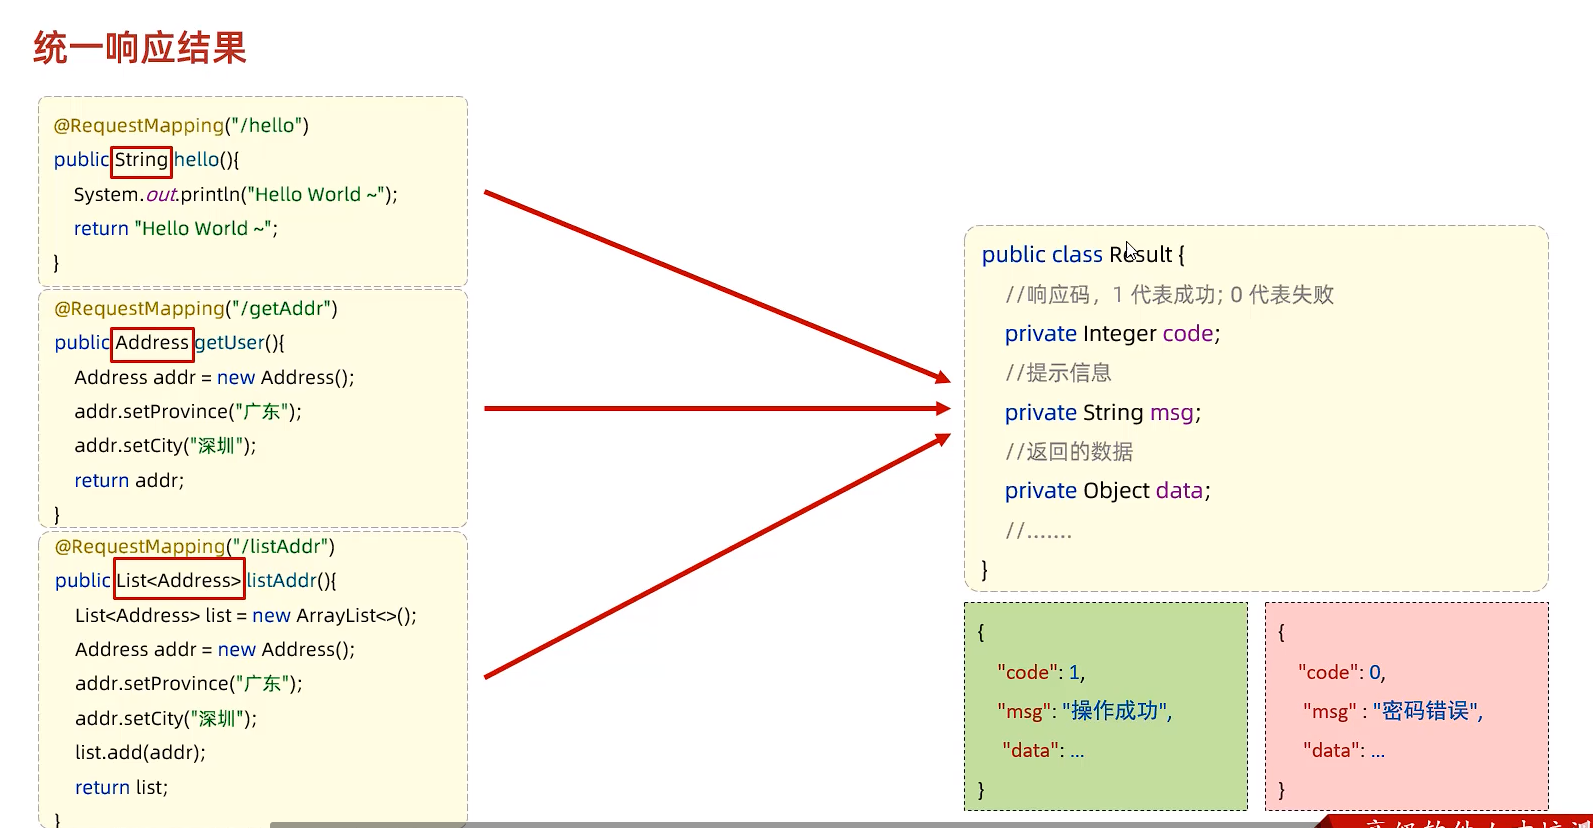 统一响应结果
@RequestMapping("/hello")
public String hello(){
System.out.println("Hello World ~");
return "Hello World ~";
}
@RequestMapping("/getAddr")
public Address getUser(){
Address addr = new Address();
addr.setProvince("广东");
addr.setCity("深圳");
return addr;
}
@RequestMapping("/listAddr")
public List<Address> listAddr(){
List<Address> list = new ArrayList<>();
Address addr = new Address();
addr.setProvince("广东");
addr.setCity("深圳");
list.add(addr);
return list;
}
public class Result {
//响应码，1 代表成功; 0 代表失败
private Integer code;
//提示信息
private String msg;
//返回的数据
private Object data;
//.......
}
{
"code": 1,
"msg": "操作成功",
"data": ...
}
{
"code": 0,
"msg" : "密码错误",
"data": ...
}